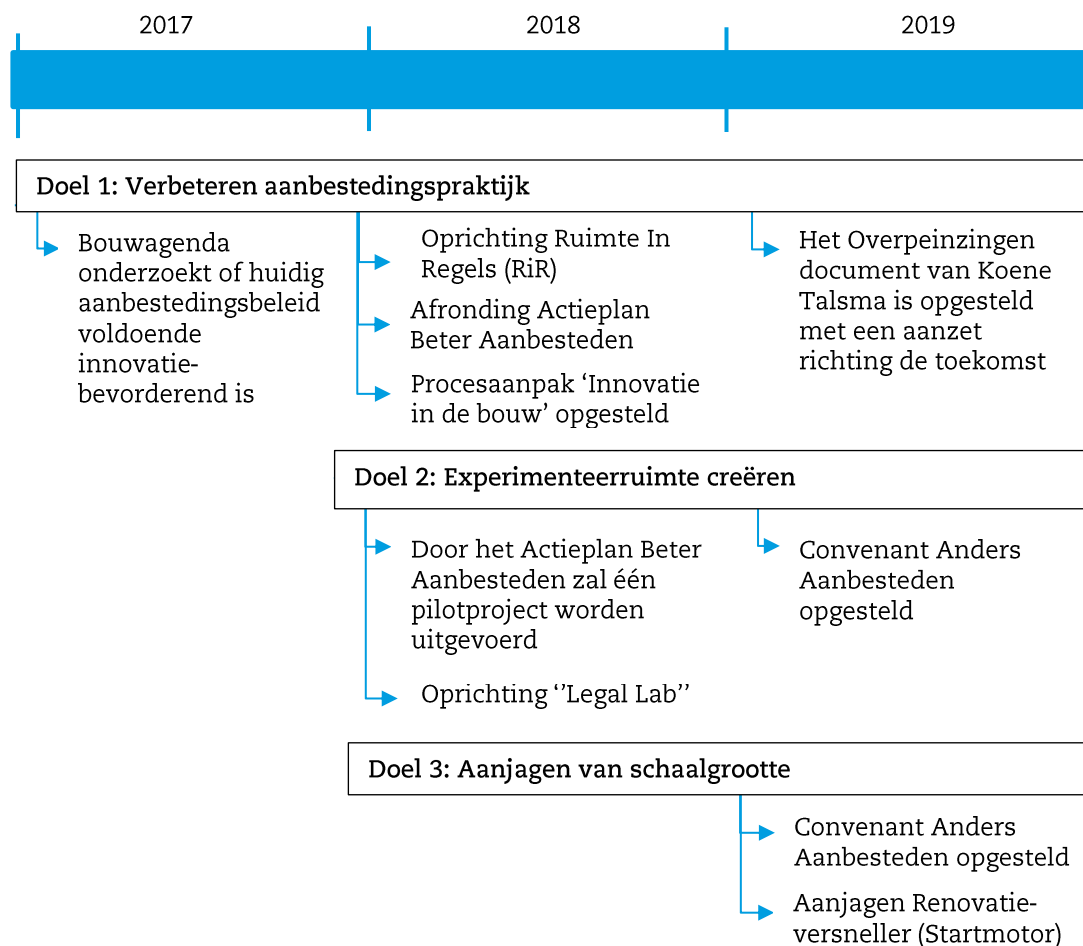 2017
2018
2019
Doel 1: Verbeteren aanbestedingspraktijk
Bouwagenda
onderzoekt of huidig
aanbestedingsbeleid
voldoende
innovatie-
bevorderend is
Oprichting Ruimte In
Regels (RiR)
Afronding Actieplan
Beter Aanbesteden
Procesaanpak ‘Innovatie
in de bouw’ opgesteld
Het Overpeinzingen
document van Koene
Talsma is opgesteld
met een aanzet
richting de toekomst
Doel 2: Experimenteerruimte creëren
Door het Actieplan Beter
Aanbesteden zal één
pilotproject worden
uitgevoerd
Oprichting ‘’Legal Lab’’
Convenant Anders
Aanbesteden
opgesteld
Doel 3: Aanjagen van schaalgrootte
Convenant Anders
Aanbesteden opgesteld
Aanjagen Renovatie-
versneller (Startmotor)